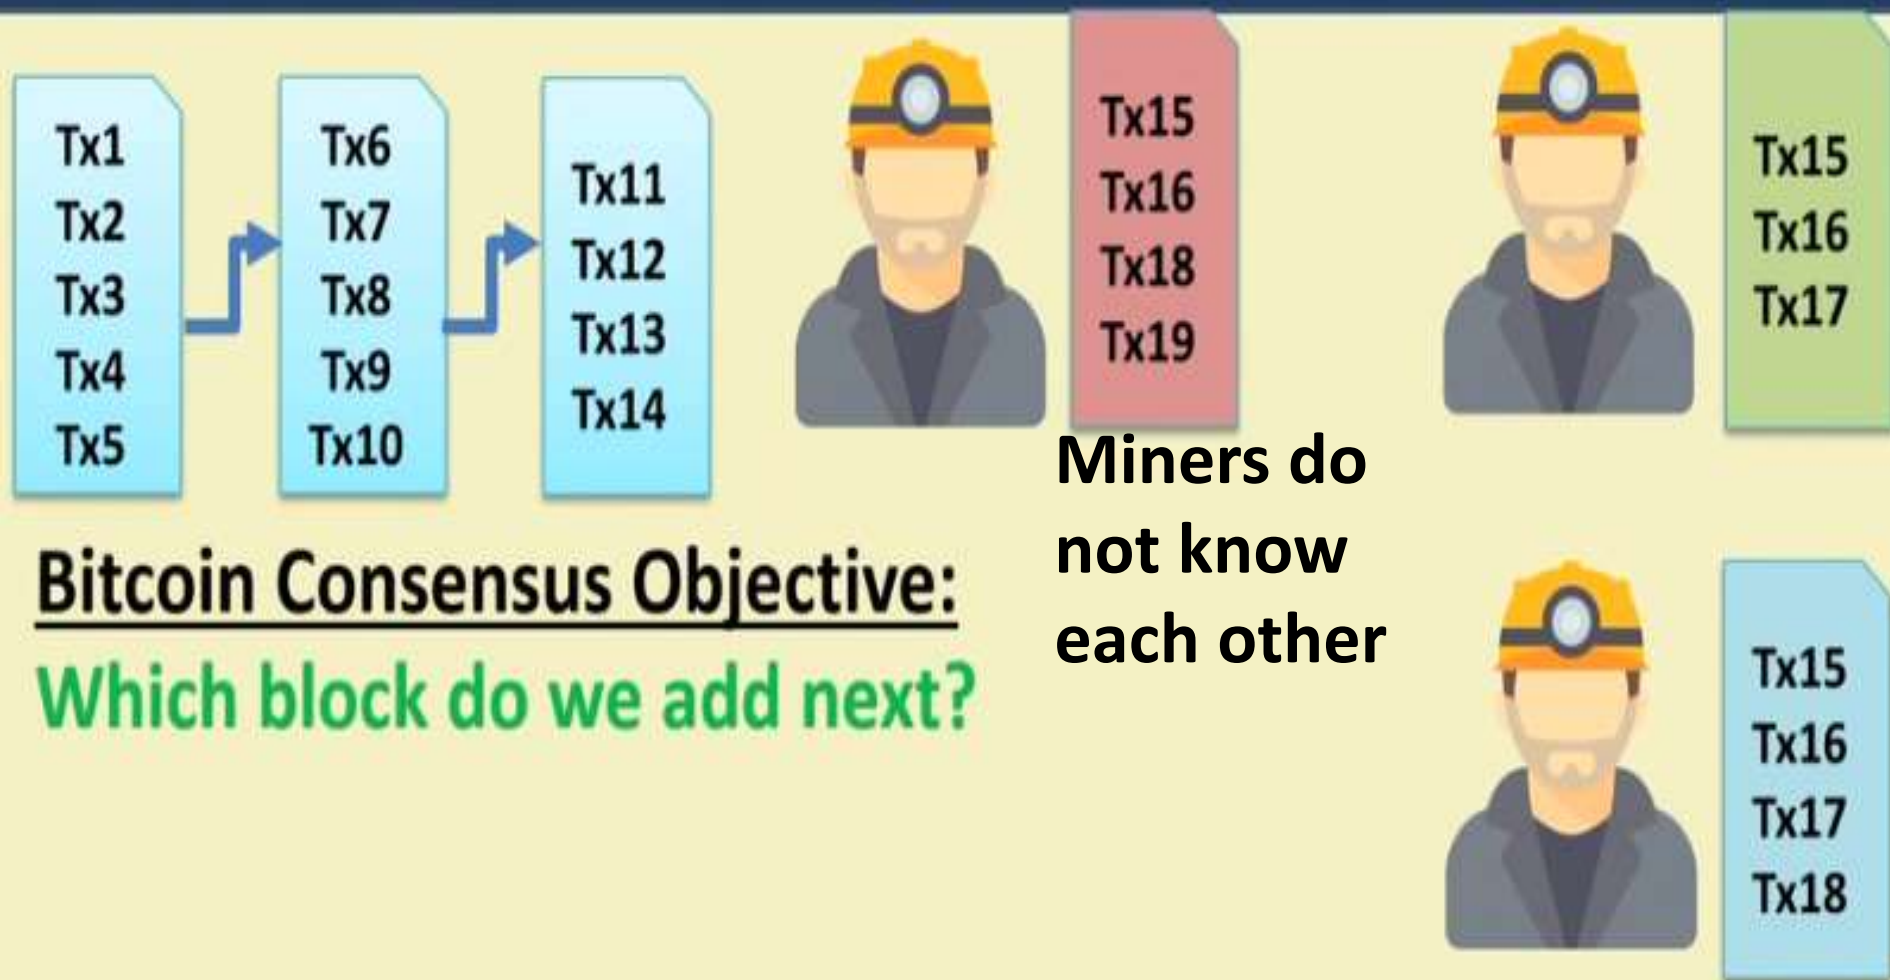 Tx1
Tx2
Tx3
Tx4
Tx5
Tx6
Tx7
Tx8
Tx9
Tx10
Tx11
Tx12
Tx13
Tx14
Tx15
Tx16
Tx18
Tx19
Tx15
Tx16
Tx17
Miners do
not know
each other
Bitcoin Consensus Objective:
Which block do we add next?
Tx15
Tx16
Tx17
Tx18